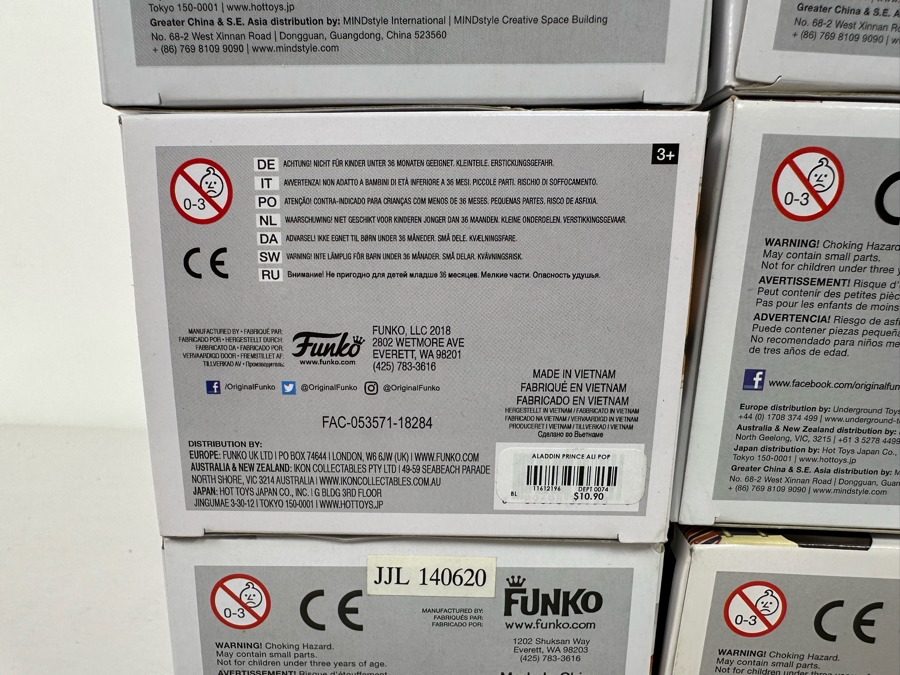 Tokyo 150-0001 | www.hottoys.jp
Greater China & S.E. Asia distribution by: MINDstyle International | MINDstyle Creative Space Building
No. 68-2 West Xinnan Road | Dongguan, Guangdong, China 523560
+ (86) 769 8109 9090 | www.mindstyle.com
Greater China & S.E. A
No. 68-2 West Xinnan Road
+ (86) 769 8109 9090 | w
3+
0-3
DE ACHTUNG! NICHT FÜR KINDER UNTER 36 MONATEN GEEIGNET. KLEINTEILE. ERSTICKUNGSGEFAHR.
IT AVVERTENZA! NON ADATTO A BAMBINI DI ETÀ INFERIORE A 36 MESI. PICCOLE PARTI. RISCHIO DI SOFFOCAMENTO.
PO ATENÇÃO! CONTRA-INDICADO PARA CRIANÇAS COM MENOS DE 36 MESES. PEQUENAS PARTES. RISCO DE ASFIXIA.
NL WAARSCHUWING! NIET GESCHIKT VOOR KINDEREN JONGER DAN 36 MAANDEN. KLEINE ONDERDELEN. VERSTIKKINGSGEVAAR.
DA ADVARSEL! IKKE EGNET TIL BØRN UNDER 36 MÅNEDER. SMÅ DELE. KVÆLNINGSFARE.
SW VARNING! INTE LÄMPLIG FÖR BARN UNDER 36 MÅNADER. SMÅ DELAR. KVÄVNINGSRISK.
RU Внимание! Не пригодно для детей младше 36 месяцев. Мелкие части. Опасность удушья.
CE
MANUFACTURED BY • FABRIQUÉ PAR:
FABRICADO POR • HERGESTELLT DURCH:
FABBRICATO DA • FABRICADO POR:
VERVAARDIGD DOOR • FREMSTILLET AF:
TILLVERKAD AV • Производитель:
Funko
www.funko.com
FUNKO, LLC 2018
2802 WETMORE AVE
EVERETT, WA 98201
(425) 783-3616
/OriginalFunko @OriginalFunko @OriginalFunko
FAC-053571-18284
MADE IN VIETNAM
FABRIQUÉ EN VIETNAM
FABRICADO EN VIETNAM
HERGESTELLT IN VIETNAM / FABBRICATO IN VIETNAM
FABRICADO NA VIETNAM / VERVAARDIGD IN VIETNAM
PRODUCERET I VIETNAM / TILLVERKAD I VIETNAM
Сделано во Вьетнаме
DISTRIBUTION BY:
EUROPE: FUNKO UK LTD | PO BOX 74644 | LONDON, W6 6JW (UK) | WWW.FUNKO.COM
AUSTRALIA & NEW ZEALAND: IKON COLLECTABLES PTY LTD | 49-59 SEABEACH PARADE
NORTH SHORE, VIC 3214 AUSTRALIA | WWW.IKONCOLLECTABLES.COM.AU
JAPAN: HOT TOYS JAPAN CO., INC. | G BLDG 3RD FLOOR
JINGUMAE 3-30-12 | TOKYO 150-0001 | WWW.HOTTOYS.JP
ALADDIN PRINCE ALI POP
11612196 DEPT 0074
BL $10.90
0-3
WARNING! Choking Hazard
May contain small parts.
Not for children under three y
AVERTISSEMENT! Risque d'
Peut contenir des petites pièc
Pas pour les enfants de moins
ADVERTENCIA! Riesgo de asfi
Puede contener piezas pequeña
No recomendado para niños me
de tres años de edad.
www.facebook.com/originalfun
Europe distribution by: Underground Toys
+44 (0) 1708 374 499 | www.underground-t
Australia & New Zealand distribution by:
North Geelong, VIC, 3215 | +61 3 5278 4499
Japan distribution by: Hot Toys Japan Co.,
Tokyo 150-0001 | www.hottoys.jp
Greater China & S.E. Asia distribution by: M
No. 68-2 West Xinnan Road | Dongguan, Guan
+ (86) 769 8109 9090 | www.mindstyle.com
JJL 140620
0-3
CE
MANUFACTURED BY:
FABRIQUÉ PAR:
FABRICADO POR:
FUNKO
www.funko.com
1202 Shuksan Way
Everett, WA 98203
(425) 783-3616
WARNING! Choking Hazard.
May contain small parts.
Not for children under three years of age.
AVERTISSEMENT! Risque d'étouffement
0-3
CE
WARNING! Choking Hazard.
May contain small parts.